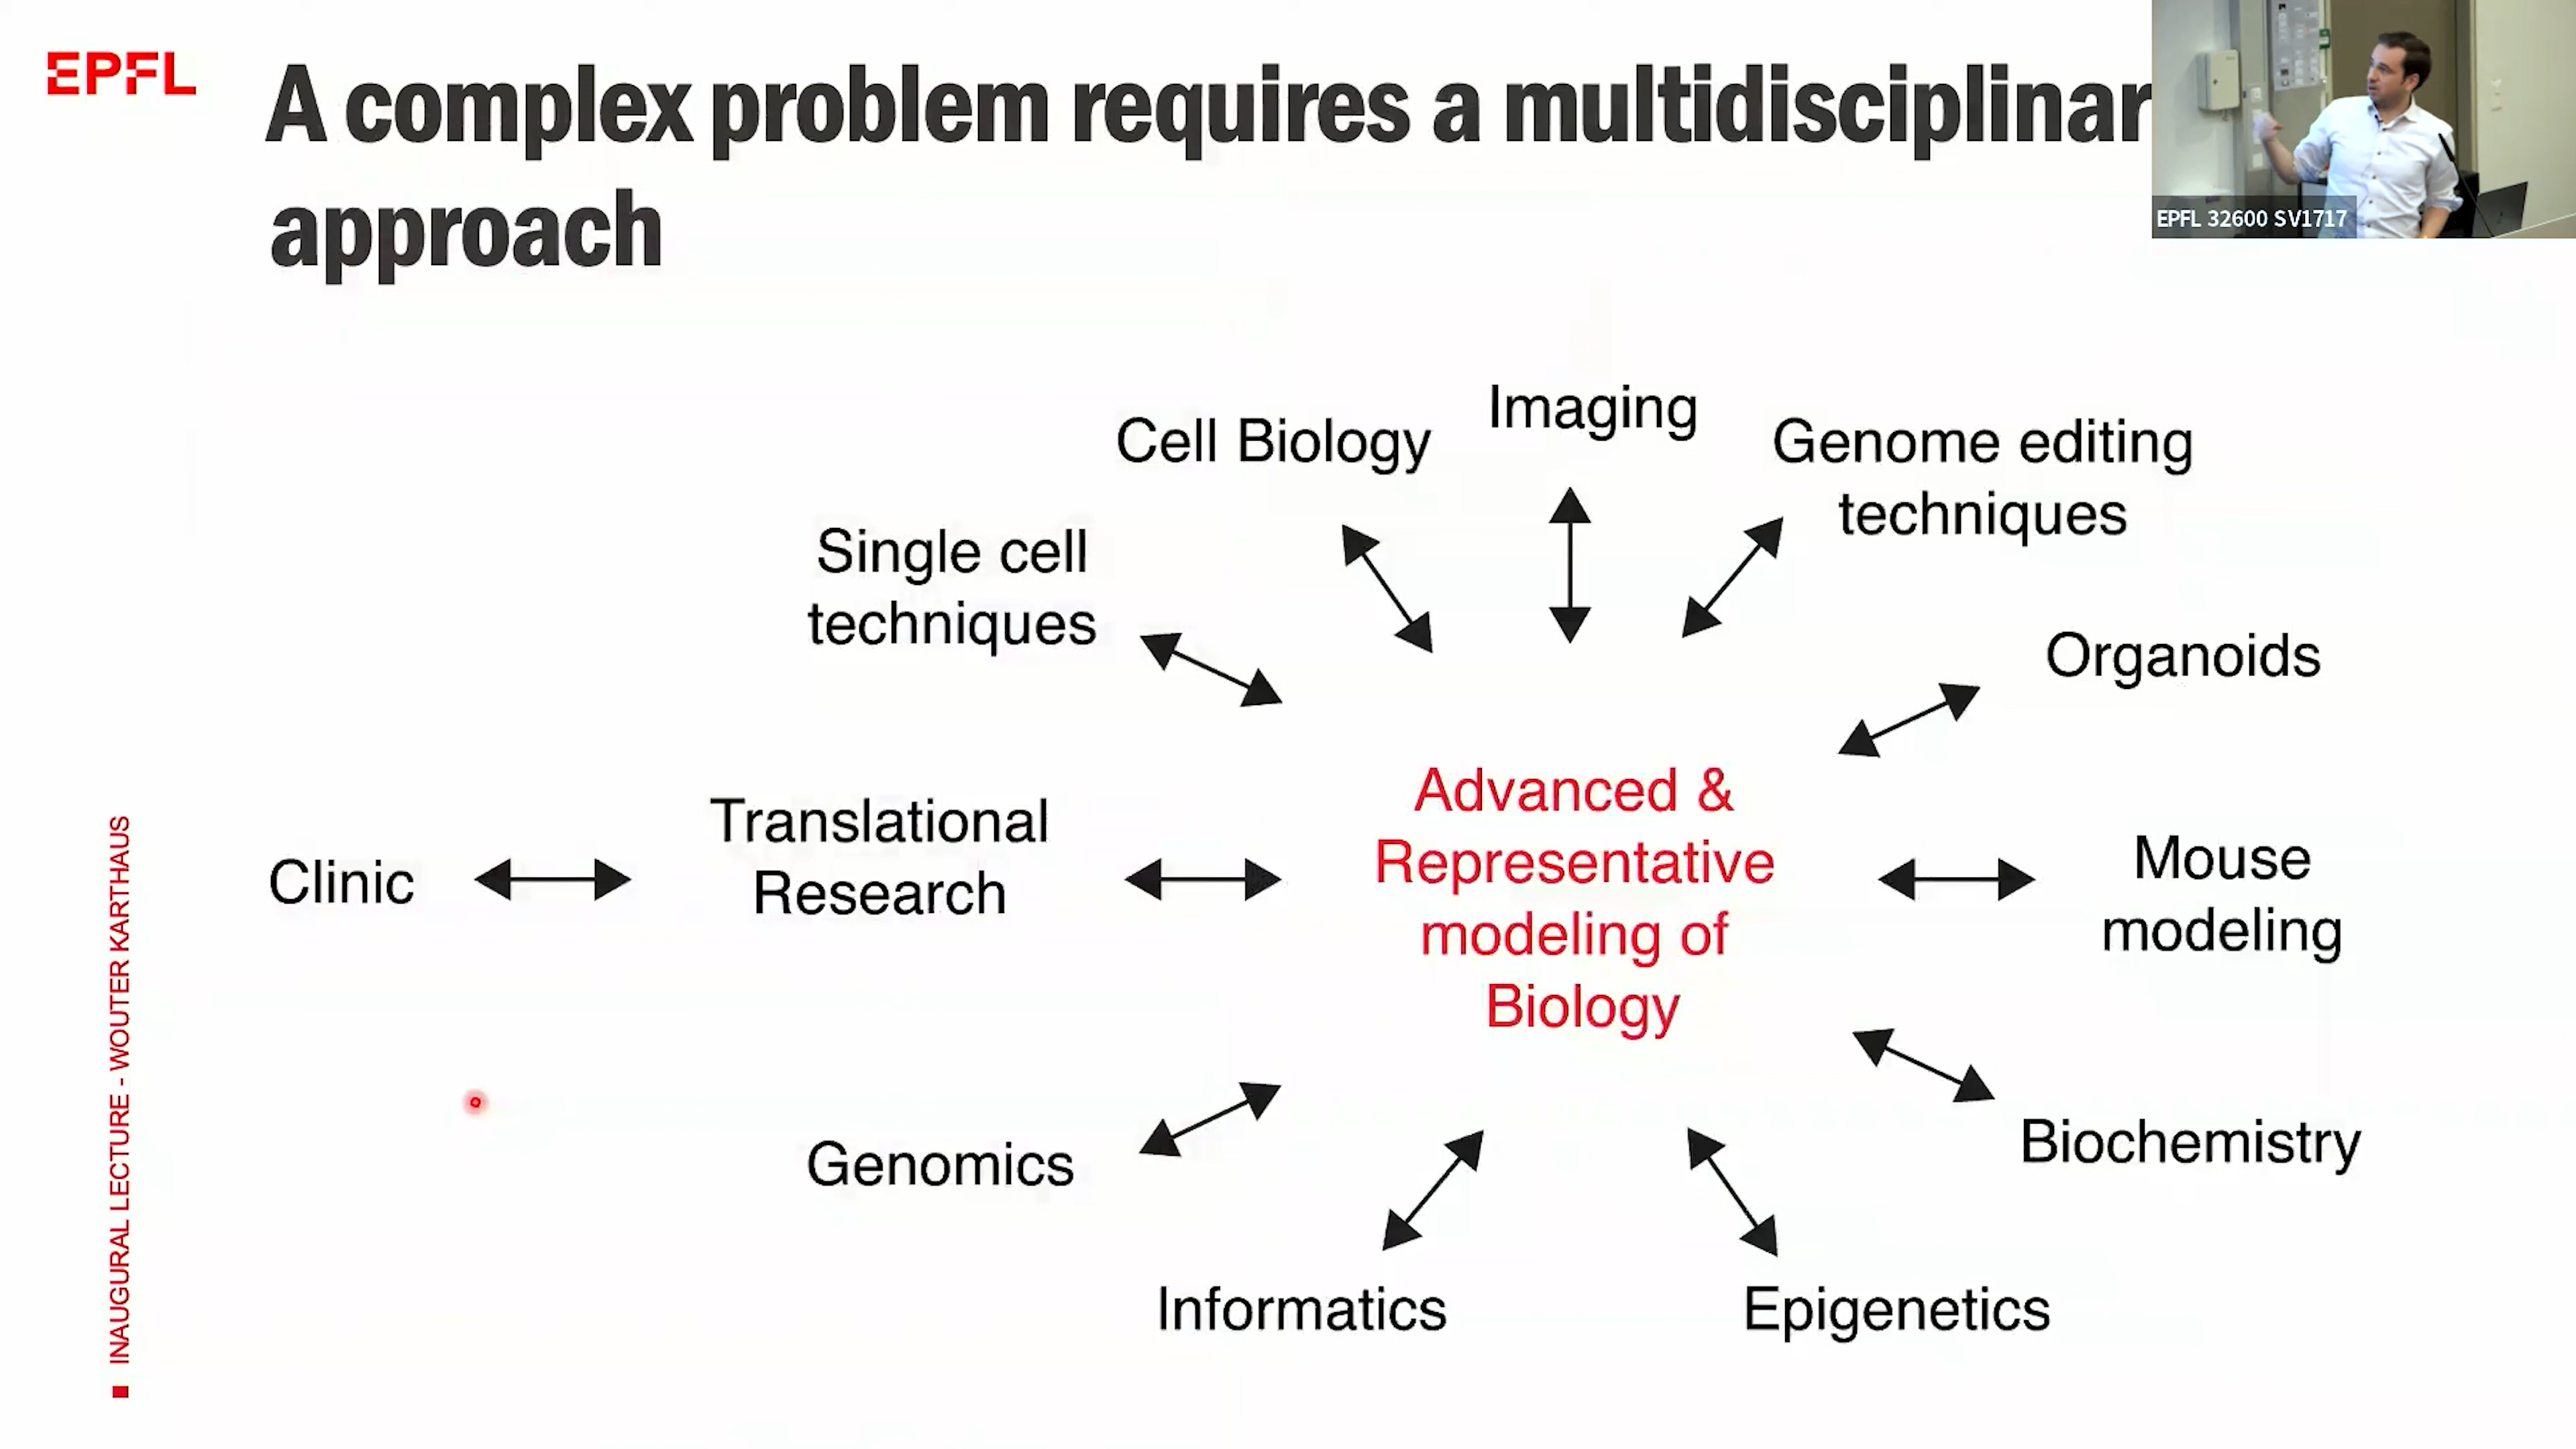 EPFL
A complex problem requires a multidisciplinar
approach
EPFL 32600 SV1717
Imaging
Cell Biology
Genome editing
techniques
Single cell
techniques
Organoids
Advanced &
Representative
modeling of
Biology
Translational
Research
Clinic
Mouse
modeling
Genomics
Biochemistry
Informatics
Epigenetics
INAUGURAL LECTURE - WOUTER KARTHAUS